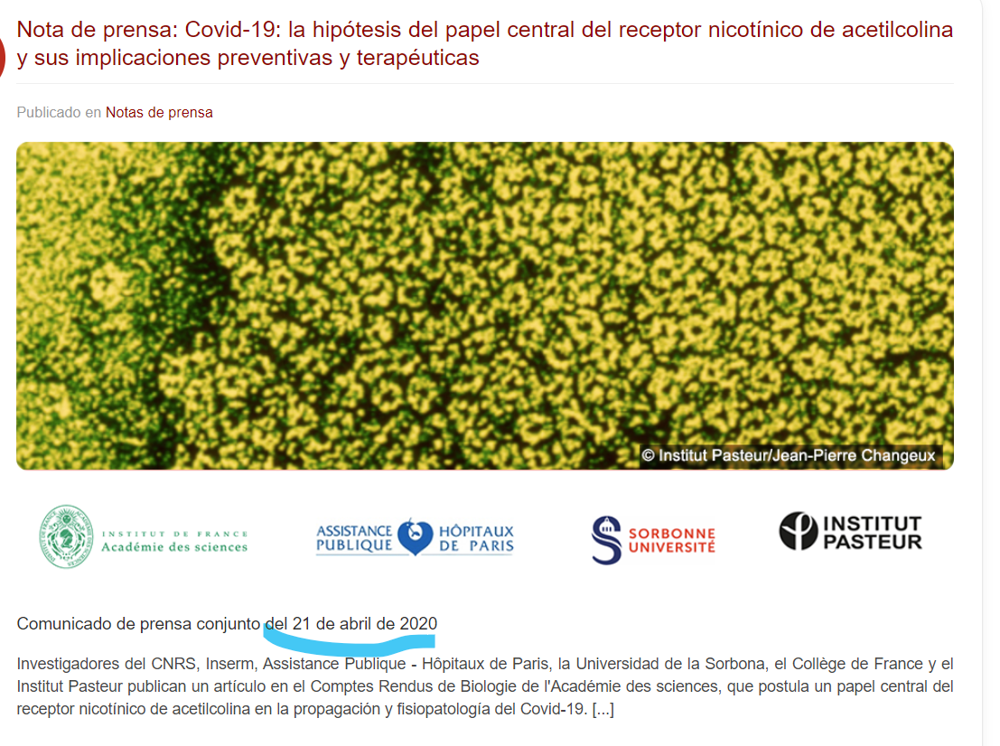 Nota de prensa: Covid-19: la hipótesis del papel central del receptor nicotínico de acetilcolina
y sus implicaciones preventivas y terapéuticas
Publicado en Notas de prensa
© Institut Pasteur/Jean-Pierre Changeux
INSTITUT DE FRANCE
Académie des sciences
ASSISTANCE PUBLIQUE
HÔPITAUX DE PARIS
SORBONNE
UNIVERSITÉ
INSTITUT
PASTEUR
Comunicado de prensa conjunto del 21 de abril de 2020
Investigadores del CNRS, Inserm, Assistance Publique - Hôpitaux de Paris, la Universidad de la Sorbona, el Collège de France y el
Institut Pasteur publican un artículo en el Comptes Rendus de Biologie de l'Académie des sciences, que postula un papel central del
receptor nicotínico de acetilcolina en la propagación y fisiopatología del Covid-19. [...]